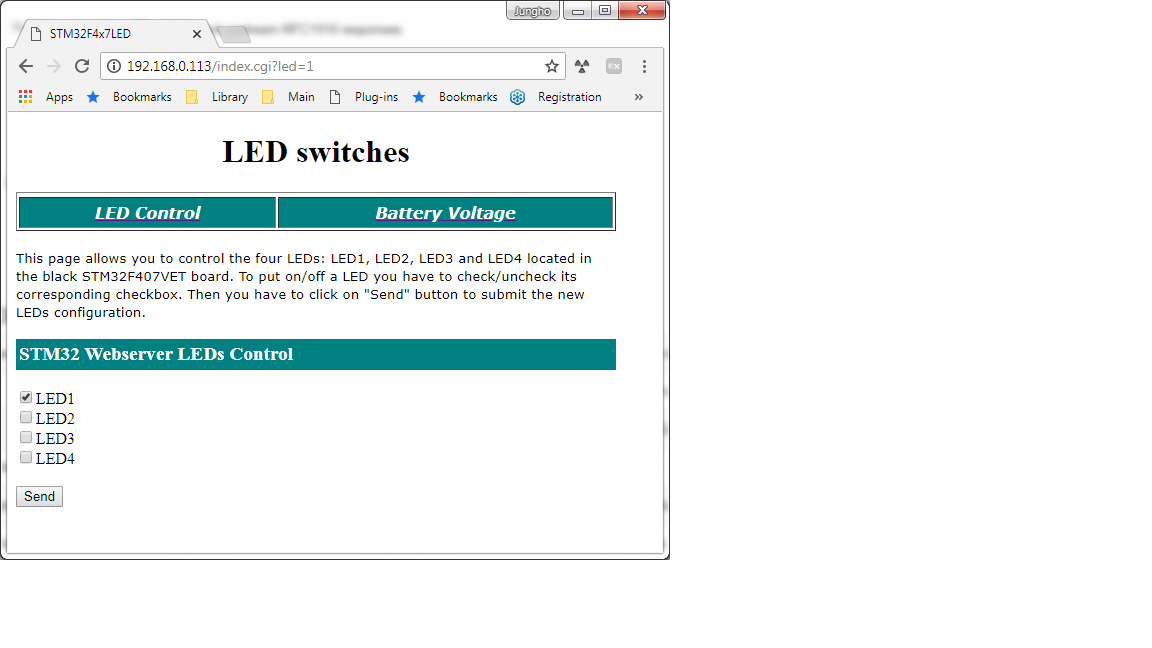 Jungho
STM32F4x7LED
192.168.0.113/index.cgi?led=1
EX
Apps Bookmarks Library Main Plug-ins Bookmarks Registration »
LED switches
LED Control Battery Voltage
This page allows you to control the four LEDs: LED1, LED2, LED3 and LED4 located in
the black STM32F407VET board. To put on/off a LED you have to check/uncheck its
corresponding checkbox. Then you have to click on "Send" button to submit the new
LEDs configuration.
STM32 Webserver LEDs Control
LED1
LED2
LED3
LED4
Send